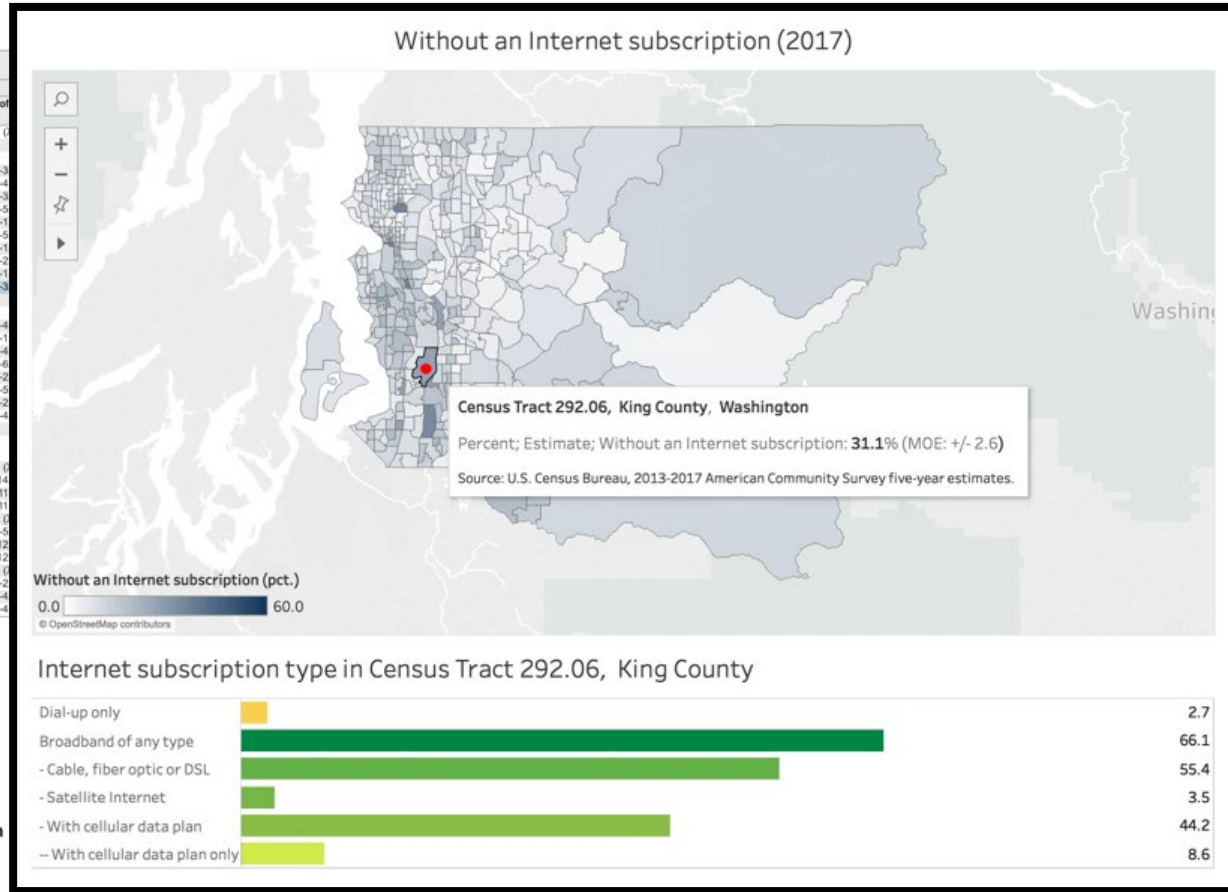 Without an Internet subscription (2017)
+
−
Washing
Census Tract 292.06, King County, Washington
Percent; Estimate; Without an Internet subscription: 31.1% (MOE: +/- 2.6)
Source: U.S. Census Bureau, 2013-2017 American Community Survey five-year estimates.
Without an Internet subscription (pct.)
0.0 60.0
© OpenStreetMap contributors
Internet subscription type in Census Tract 292.06, King County
Dial-up only 2.7
Broadband of any type 66.1
- Cable, fiber optic or DSL 55.4
- Satellite Internet 3.5
- With cellular data plan 44.2
-- With cellular data plan only 8.6